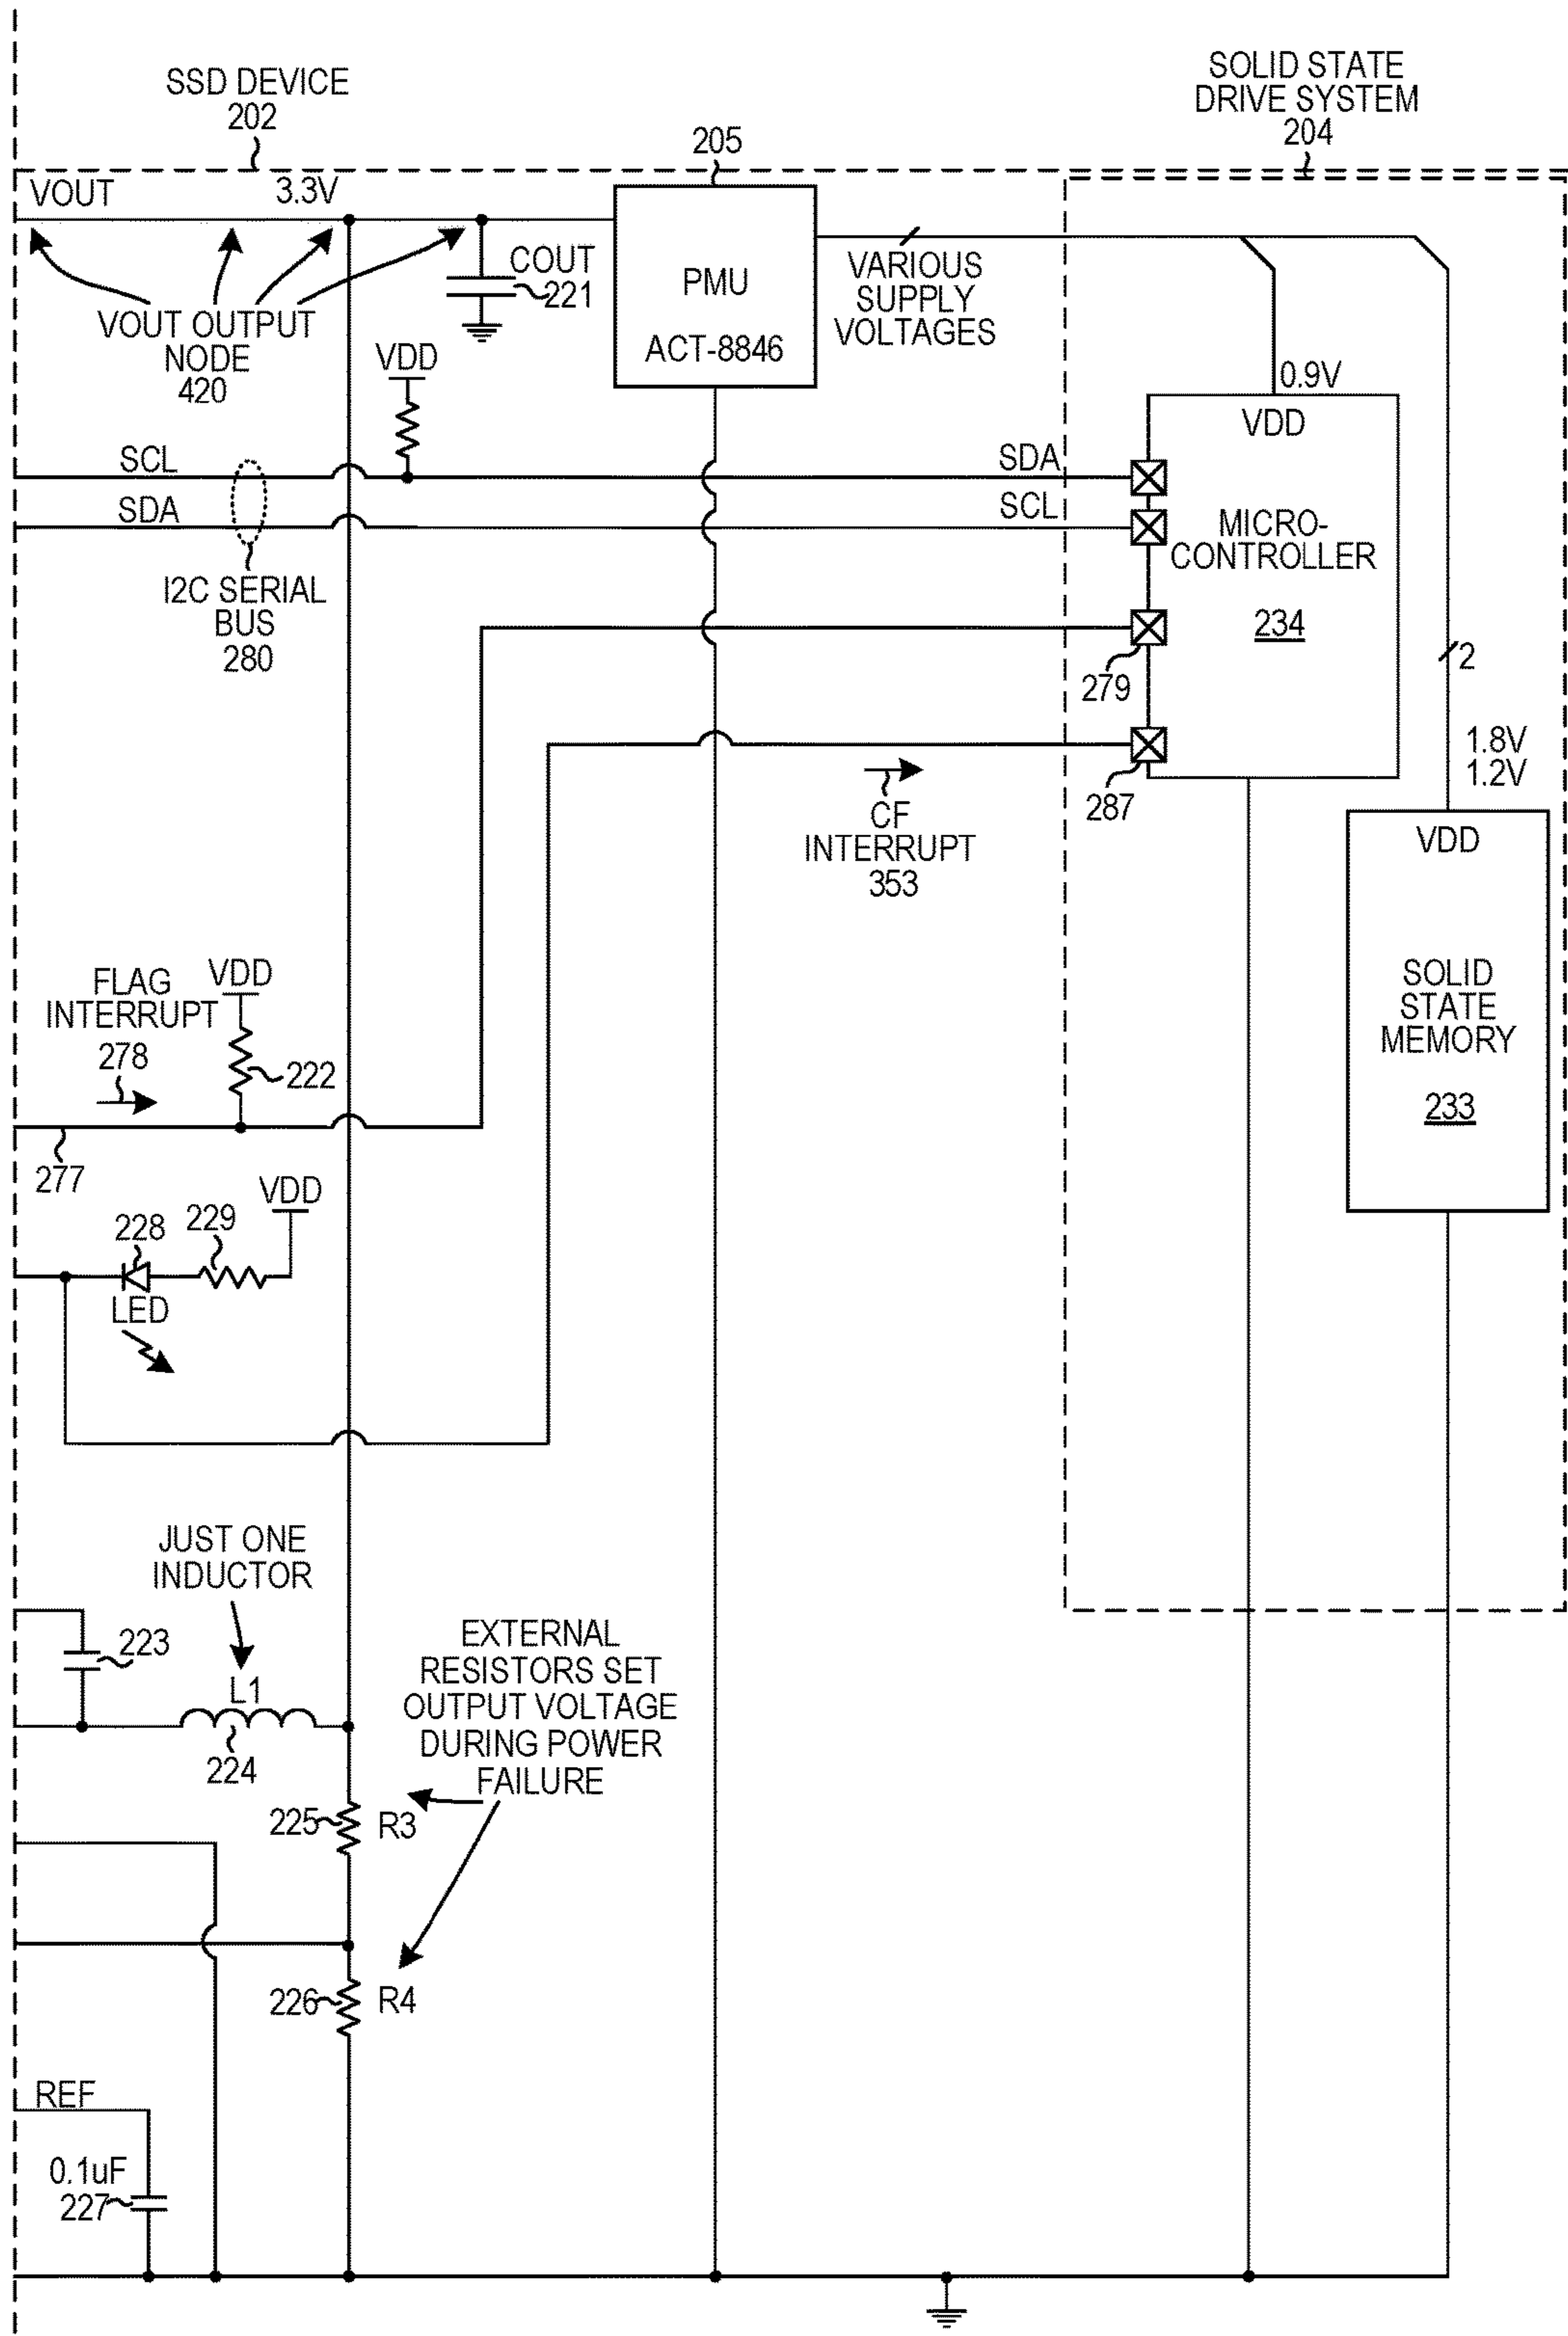 SSD DEVICE
202
SOLID STATE
DRIVE SYSTEM
204
205
VOUT
3.3V
VOUT OUTPUT
NODE
420
COUT
221
PMU
ACT-8846
VARIOUS
SUPPLY
VOLTAGES
VDD
0.9V
VDD
SCL
SDA
SDA
SCL
I2C SERIAL
BUS
280
MICRO-
CONTROLLER
234
279
287
2
1.8V
1.2V
CF
INTERRUPT
353
VDD
SOLID
STATE
MEMORY
233
FLAG
INTERRUPT
278
VDD
222
277
VDD
228
229
LED
JUST ONE
INDUCTOR
223
L1
224
EXTERNAL
RESISTORS SET
OUTPUT VOLTAGE
DURING POWER
FAILURE
225
R3
226
R4
REF
0.1uF
227